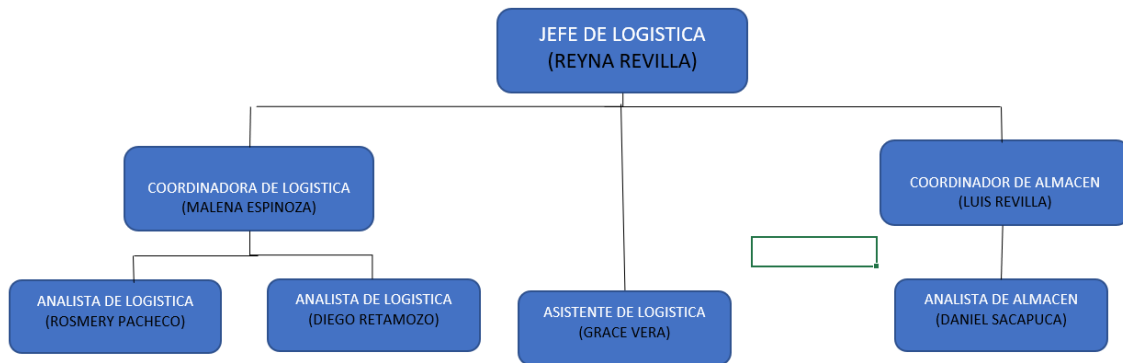 JEFE DE LOGISTICA
(REYNA REVILLA)
COORDINADORA DE LOGISTICA
(MALENA ESPINOZA)
COORDINADOR DE ALMACEN
(LUIS REVILLA)
ANALISTA DE LOGISTICA
(ROSMERY PACHECO)
ANALISTA DE LOGISTICA
(DIEGO RETAMOZO)
ASISTENTE DE LOGISTICA
(GRACE VERA)
ANALISTA DE ALMACEN
(DANIEL SACAPUCA)